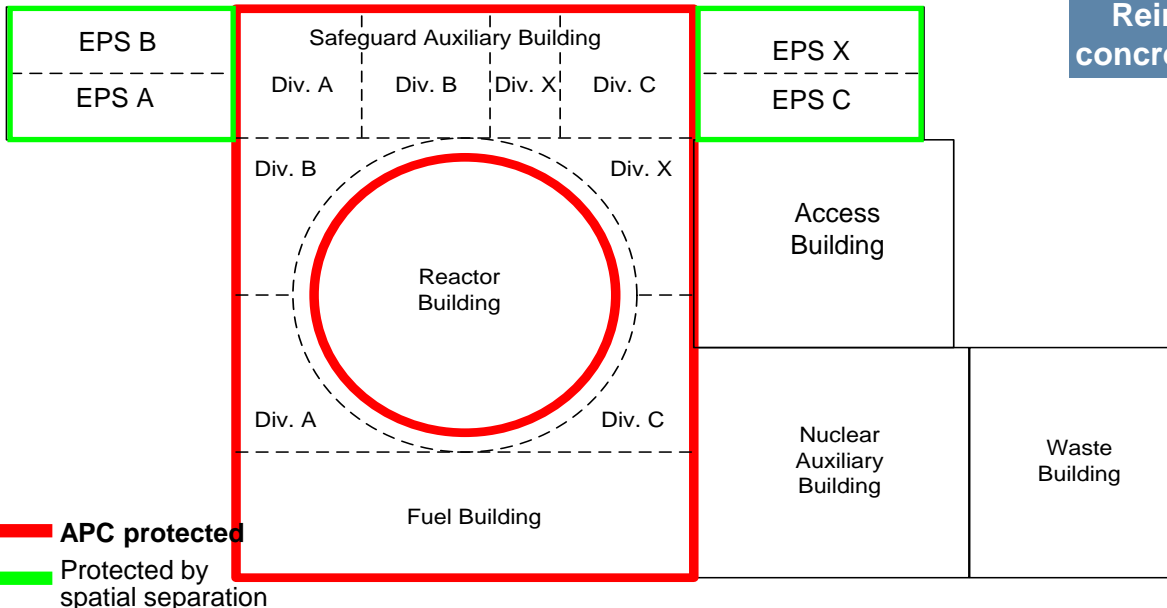 EPS B
EPS A
Safeguard Auxiliary Building
Div. A
Div. B
Div. X
Div. C
EPS X
EPS C
Div. B
Div. X
Reactor
Building
Access
Building
Div. A
Div. C
Fuel Building
Nuclear
Auxiliary
Building
Waste
Building
APC protected
Protected by
spatial separation